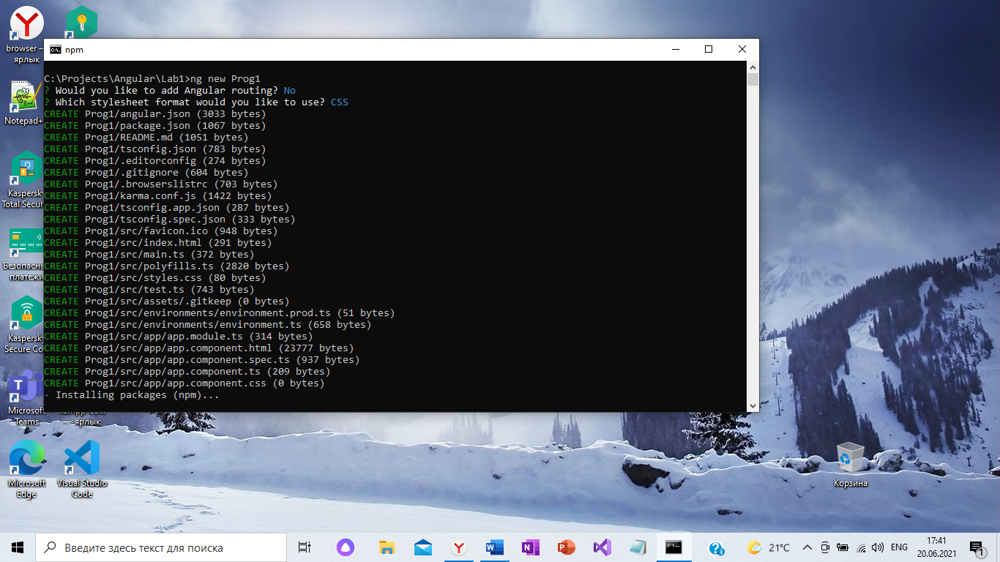 browser –
ярлык
Notepad+
Kaspersky
Total Secur
Безопасны
платежи
Kaspersky
Secure Co
Microsoft
Teams
— ярлык
Microsoft
Edge
Visual Studio
Code
Корзина
npm
C:\Projects\Angular\Lab1>ng new Prog1
? Would you like to add Angular routing? No
? Which stylesheet format would you like to use? CSS
CREATE Prog1/angular.json (3033 bytes)
CREATE Prog1/package.json (1067 bytes)
CREATE Prog1/README.md (1051 bytes)
CREATE Prog1/tsconfig.json (783 bytes)
CREATE Prog1/.editorconfig (274 bytes)
CREATE Prog1/.gitignore (604 bytes)
CREATE Prog1/.browserslistrc (703 bytes)
CREATE Prog1/karma.conf.js (1422 bytes)
CREATE Prog1/tsconfig.app.json (287 bytes)
CREATE Prog1/tsconfig.spec.json (333 bytes)
CREATE Prog1/src/favicon.ico (948 bytes)
CREATE Prog1/src/index.html (291 bytes)
CREATE Prog1/src/main.ts (372 bytes)
CREATE Prog1/src/polyfills.ts (2820 bytes)
CREATE Prog1/src/styles.css (80 bytes)
CREATE Prog1/src/test.ts (743 bytes)
CREATE Prog1/src/assets/.gitkeep (0 bytes)
CREATE Prog1/src/environments/environment.prod.ts (51 bytes)
CREATE Prog1/src/environments/environment.ts (658 bytes)
CREATE Prog1/src/app/app.module.ts (314 bytes)
CREATE Prog1/src/app/app.component.html (23777 bytes)
CREATE Prog1/src/app/app.component.spec.ts (937 bytes)
CREATE Prog1/src/app/app.component.ts (209 bytes)
CREATE Prog1/src/app/app.component.css (0 bytes)
- Installing packages (npm)...
Введите здесь текст для поиска
21°C
ENG
17:41
20.06.2021
1